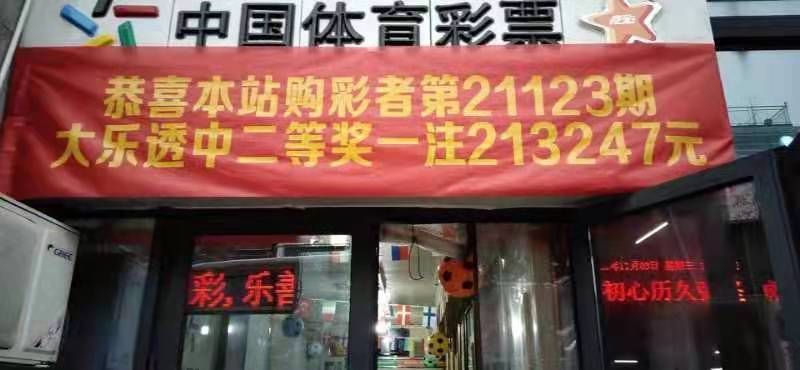 中国体育彩票
恭喜本站购彩者第21123期
大乐透中二等奖一注213247元
彩,乐善
初心历久
GREE